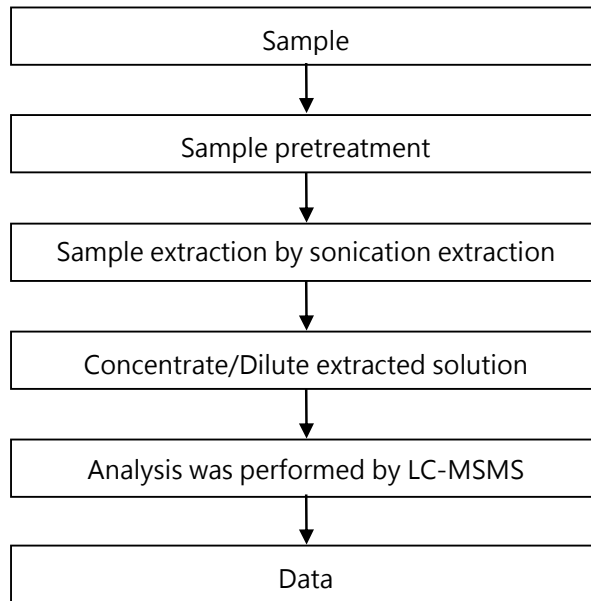 Sample
Sample pretreatment
Sample extraction by sonication extraction
Concentrate/Dilute extracted solution
Analysis was performed by LC-MSMS
Data